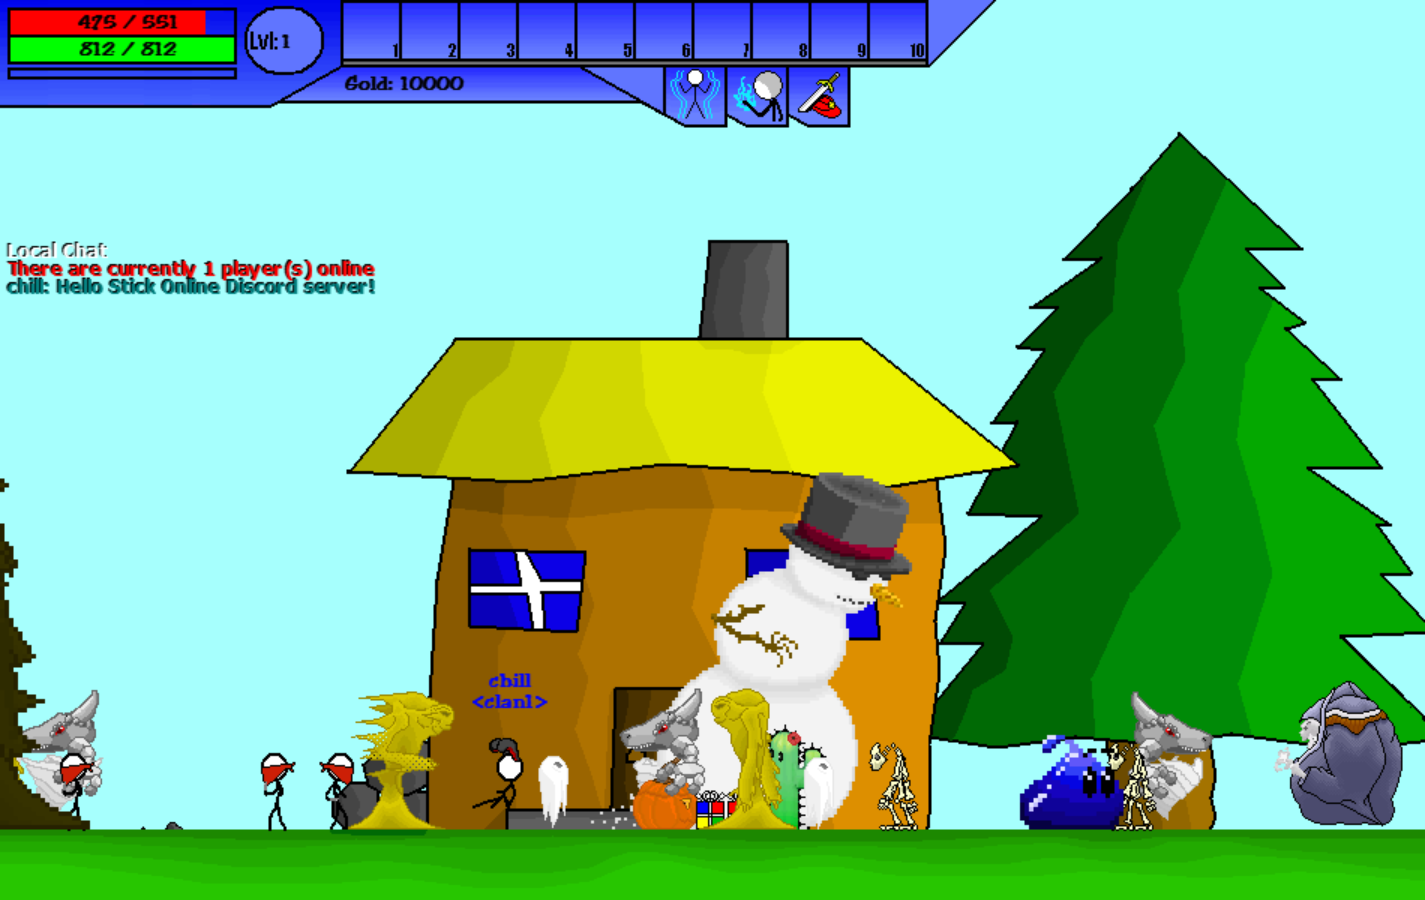 475 / 551
812 / 812
Lvl: 1
1 2 3 4 5 6 7 8 9 10
Gold: 10000
Local Chat:
There are currently 1 player(s) online
chill: Hello Stick Online Discord server!
chill
<clan1>